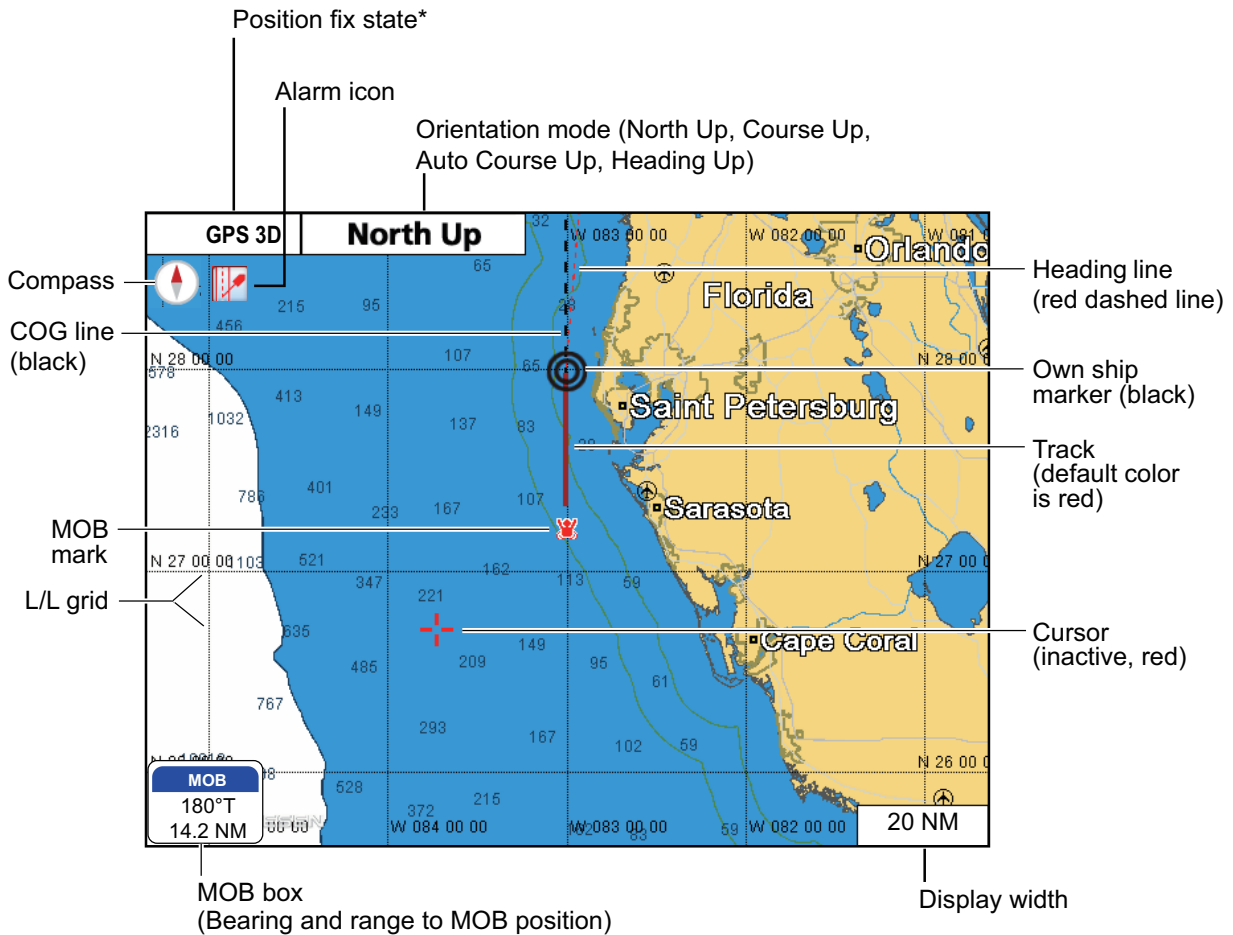 Position fix state*
Alarm icon
Orientation mode (North Up, Course Up,
Auto Course Up, Heading Up)
GPS 3D
North Up
32
W 083 00 00
W 082 00 00
W 081 0
Orlando
65
Compass
Heading line
(red dashed line)
Florida
215
95
28
456
COG line
(black)
N 28 00 00
107
65
N 28 00 0
578
Own ship
marker (black)
413
149
1032
Saint Petersburg
137
83
2316
Track
(default color
is red)
401
786
107
167
233
Sarasota
MOB
mark
N 27 00 00
1103
521
162
N 27 00
347
113
59
221
L/L grid
635
Cape Coral
149
Cursor
(inactive, red)
485
209
95
61
767
293
167
102
59
N 26 00 0
MOB
180°T
14.2 NM
528
215
372
W 084 00 00
W 083 00 00
83
59
W 082 00 00
20 NM
MOB box
(Bearing and range to MOB position)
Display width